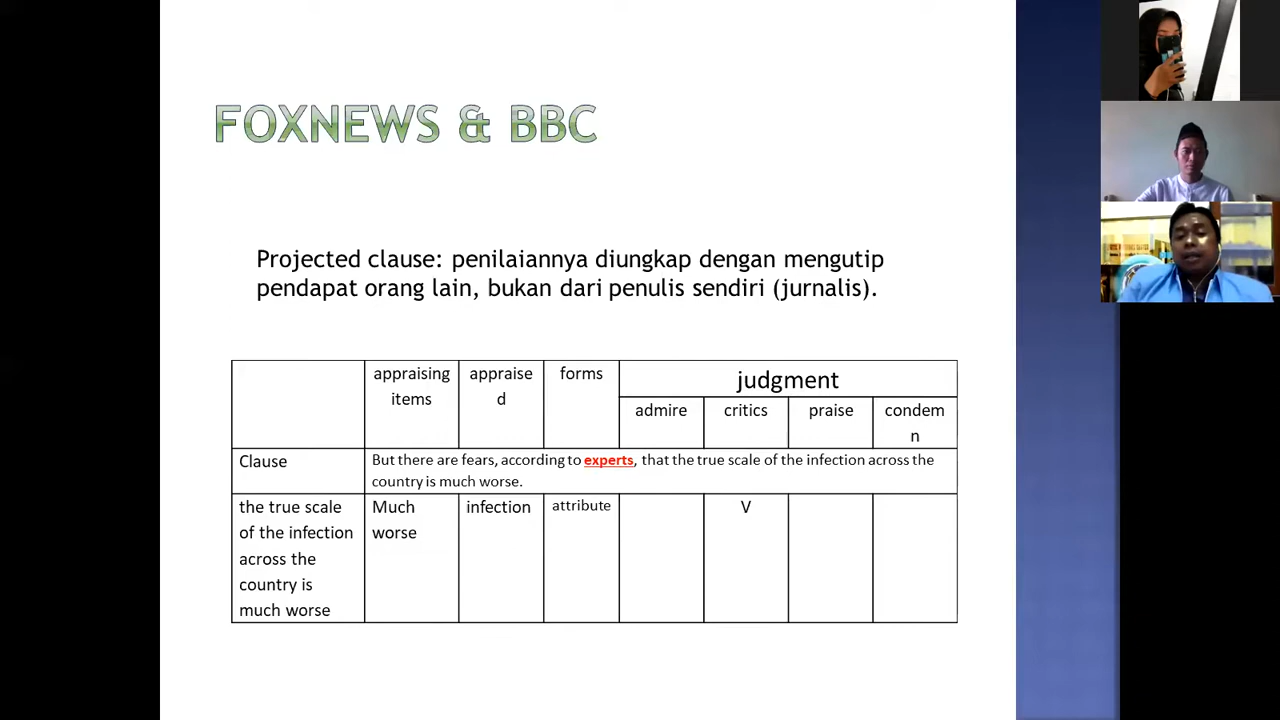 FOXNEWS & BBC
Projected clause: penilaiannya diungkap dengan mengutip
pendapat orang lain, bukan dari penulis sendiri (jurnalis).
appraising
items
appraise
d
forms
judgment
admire
critics
praise
condem
n
Clause
But there are fears, according to experts, that the true scale of the infection across the
country is much worse.
the true scale
of the infection
across the
country is
much worse
Much
worse
infection
attribute
V